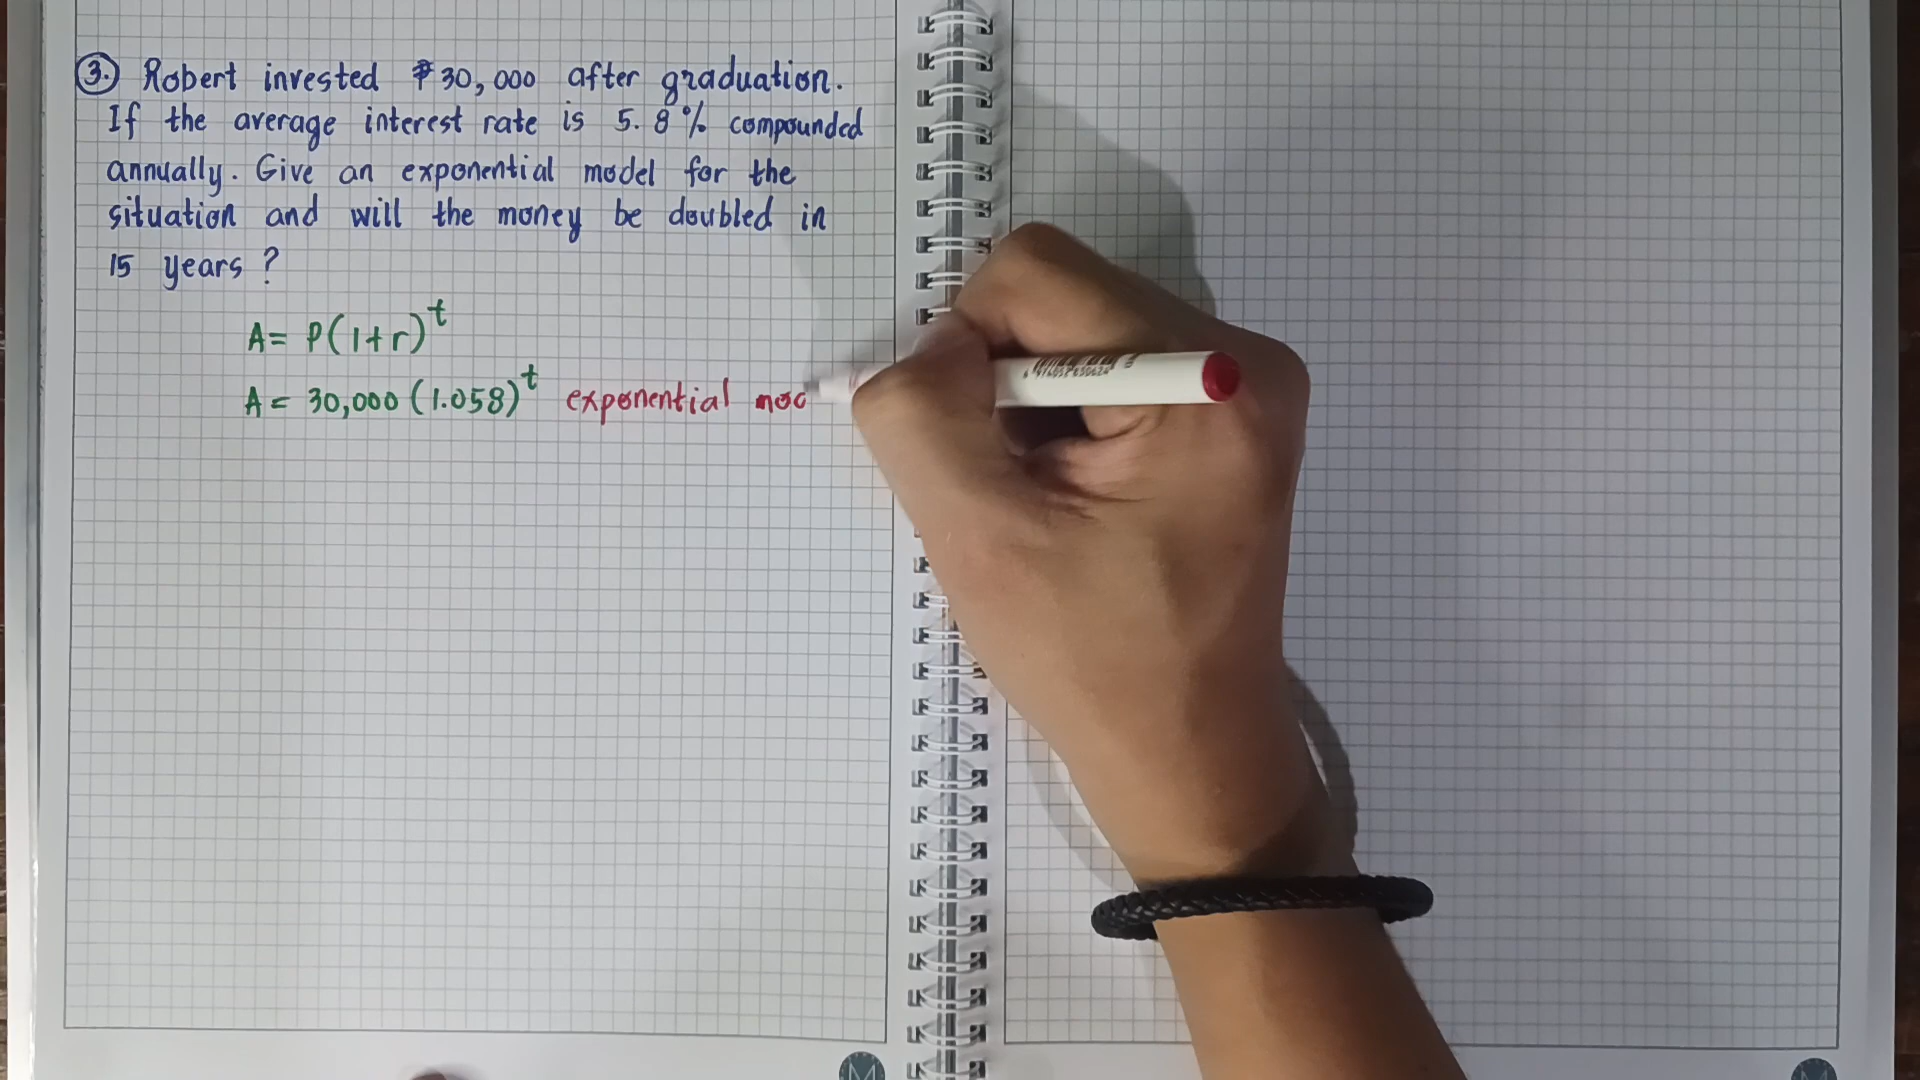 3. Robert invested ₱30,000 after graduation.
If the average interest rate is 5.8% compounded
annually. Give an exponential model for the
situation and will the money be doubled in
15 years?
A = P(1+r)^t
A = 30,000(1.058)^t exponential mod